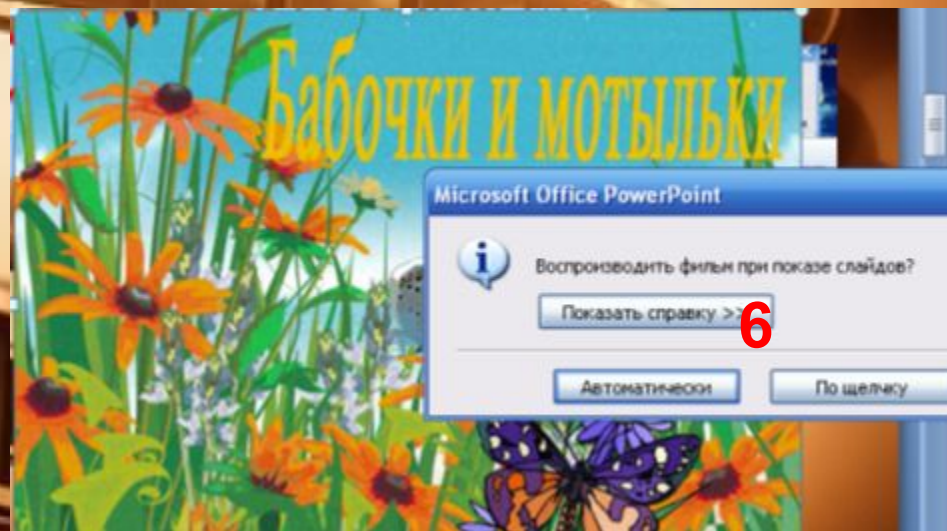 Бабочки и мотыльки
Microsoft Office PowerPoint
Воспроизводить фильм при показе слайдов?
Показать справку >>
6
Автоматически
По щелчку